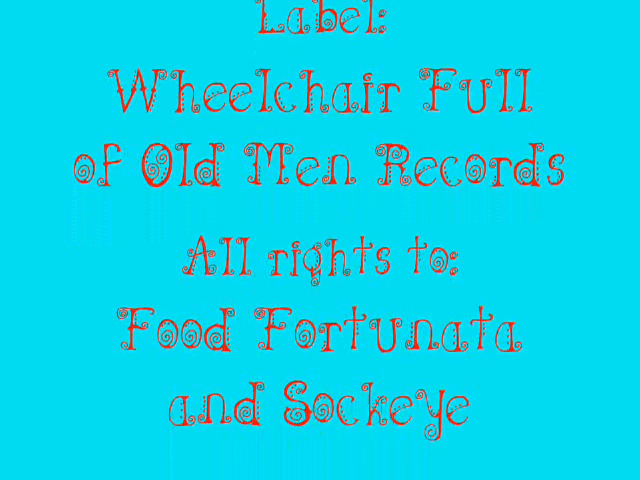 Label:
Wheelchair Full
of Old Men Records
All rights to:
Food Fortunata
and Sockeye